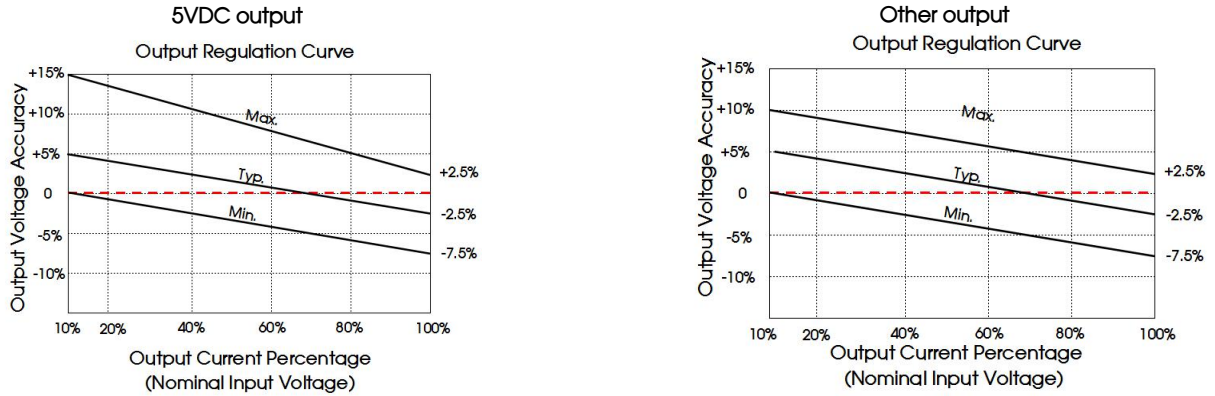 5VDC output
Output Regulation Curve
Output Voltage Accuracy
+15%
+10%
+5%
0
-5%
-10%
Max.
Typ.
Min.
+2.5%
-2.5%
-7.5%
10% 20% 40% 60% 80% 100%
Output Current Percentage
(Nominal Input Voltage)
Other output
Output Regulation Curve
Output Voltage Accuracy
+15%
+10%
+5%
0
-5%
-10%
Max.
Typ.
Min.
+2.5%
-2.5%
-7.5%
10% 20% 40% 60% 80% 100%
Output Current Percentage
(Nominal Input Voltage)